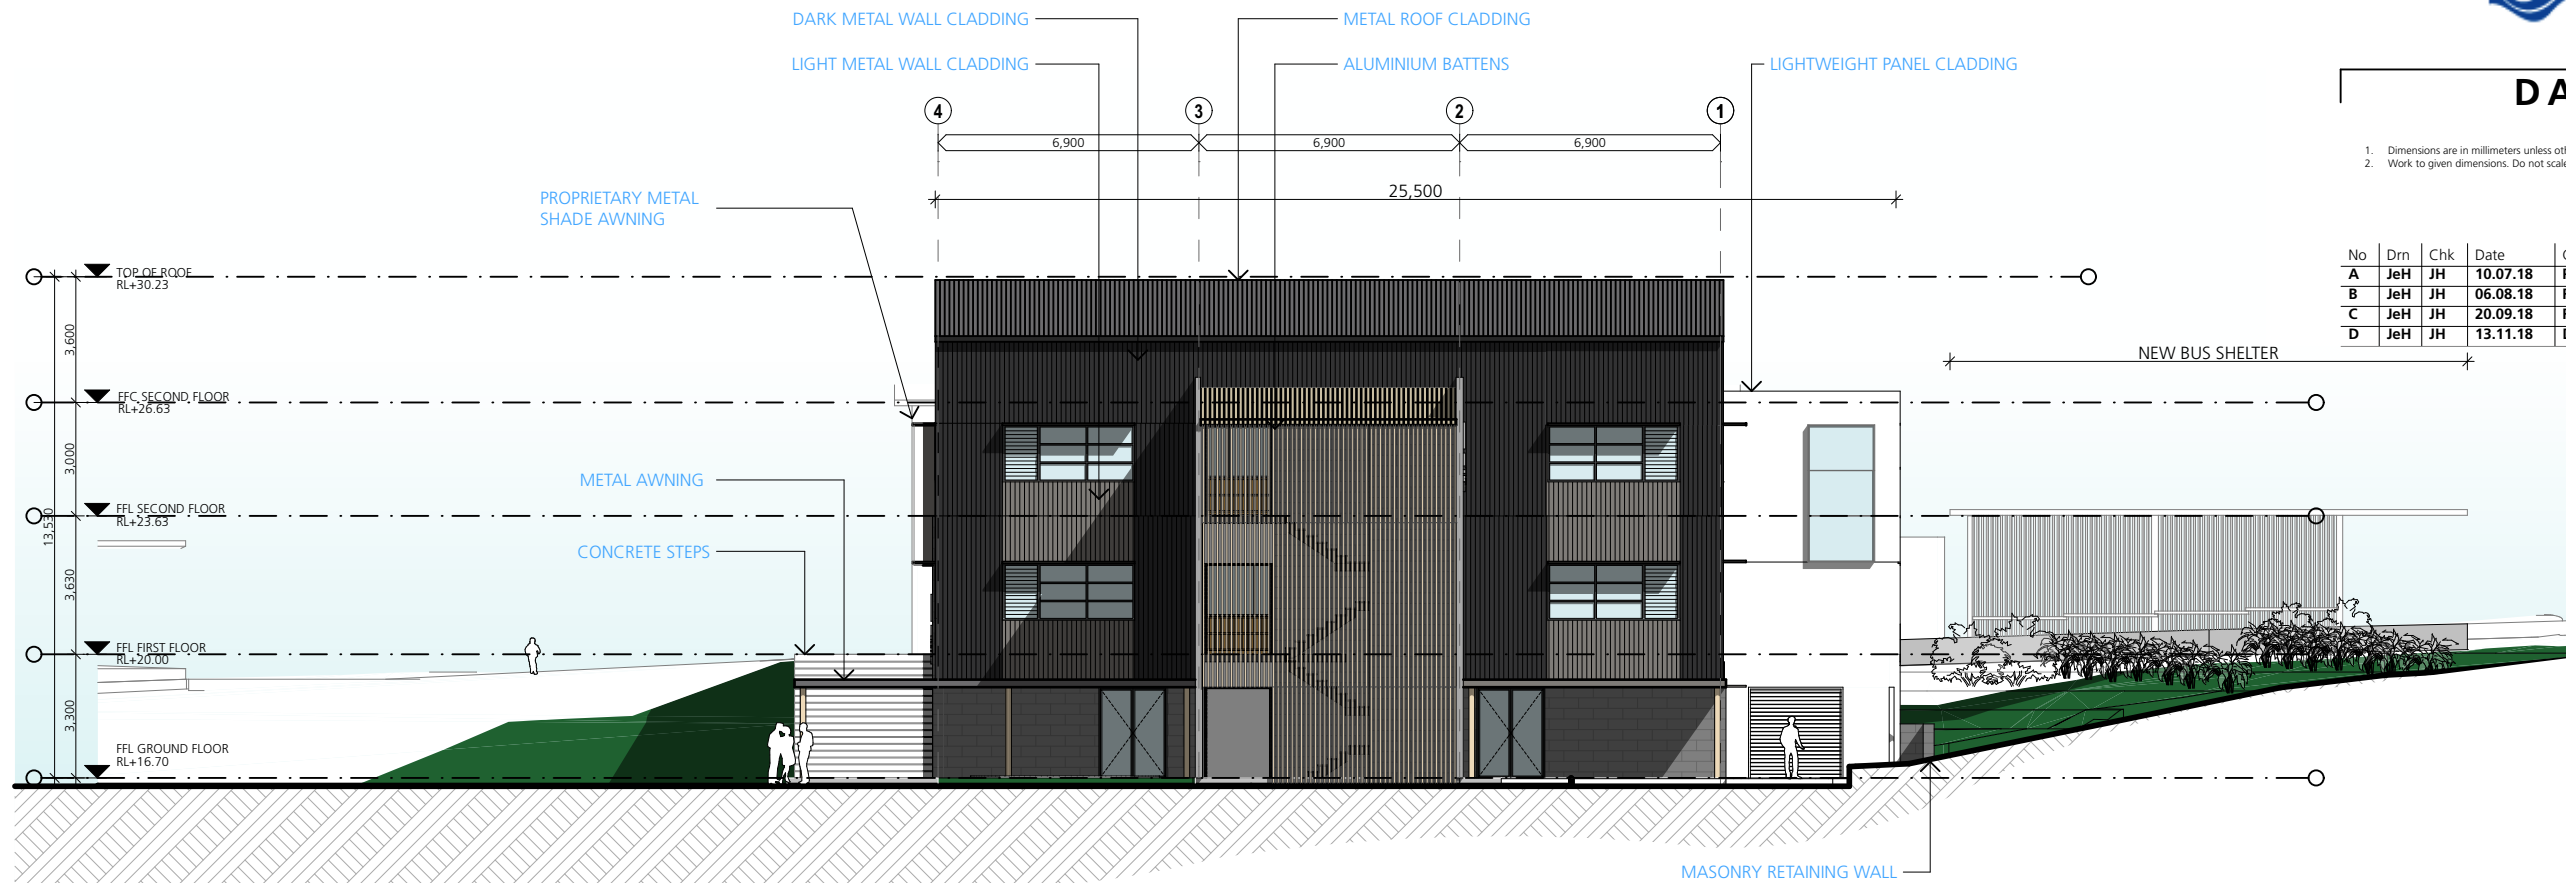 DARK METAL WALL CLADDING
METAL ROOF CLADDING
LIGHT METAL WALL CLADDING
ALUMINIUM BATTENS
LIGHTWEIGHT PANEL CLADDING
D A
4
3
2
1
6,900
6,900
6,900
1. Dimensions are in millimeters unless
2. Work to given dimensions. Do not scale
25,500
PROPRIETARY METAL
SHADE AWNING
No Drn Chk Date
A JeH JH 10.07.18
B JeH JH 06.08.18
C JeH JH 20.09.18
D JeH JH 13.11.18
TOP OF ROOF
RL+30.23
3,600
NEW BUS SHELTER
FFC SECOND FLOOR
RL+26.63
3,000
METAL AWNING
FFL SECOND FLOOR
RL+23.63
13,530
CONCRETE STEPS
3,630
FFL FIRST FLOOR
RL+20.00
3,300
FFL GROUND FLOOR
RL+16.70
MASONRY RETAINING WALL